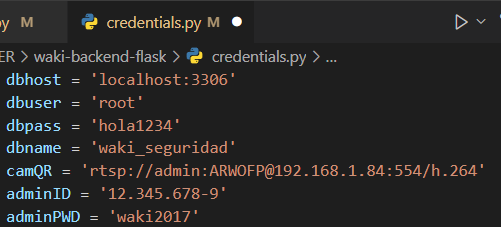 py M credentials.py M
ER > waki-backend-flask > credentials.py > ...
dbhost = 'localhost:3306'
dbuser = 'root'
dbpass = 'hola1234'
dbname = 'waki_seguridad'
camQR = 'rtsp://admin:ARWOFP@192.168.1.84:554/h.264'
adminID = '12.345.678-9'
adminPWD = 'waki2017'